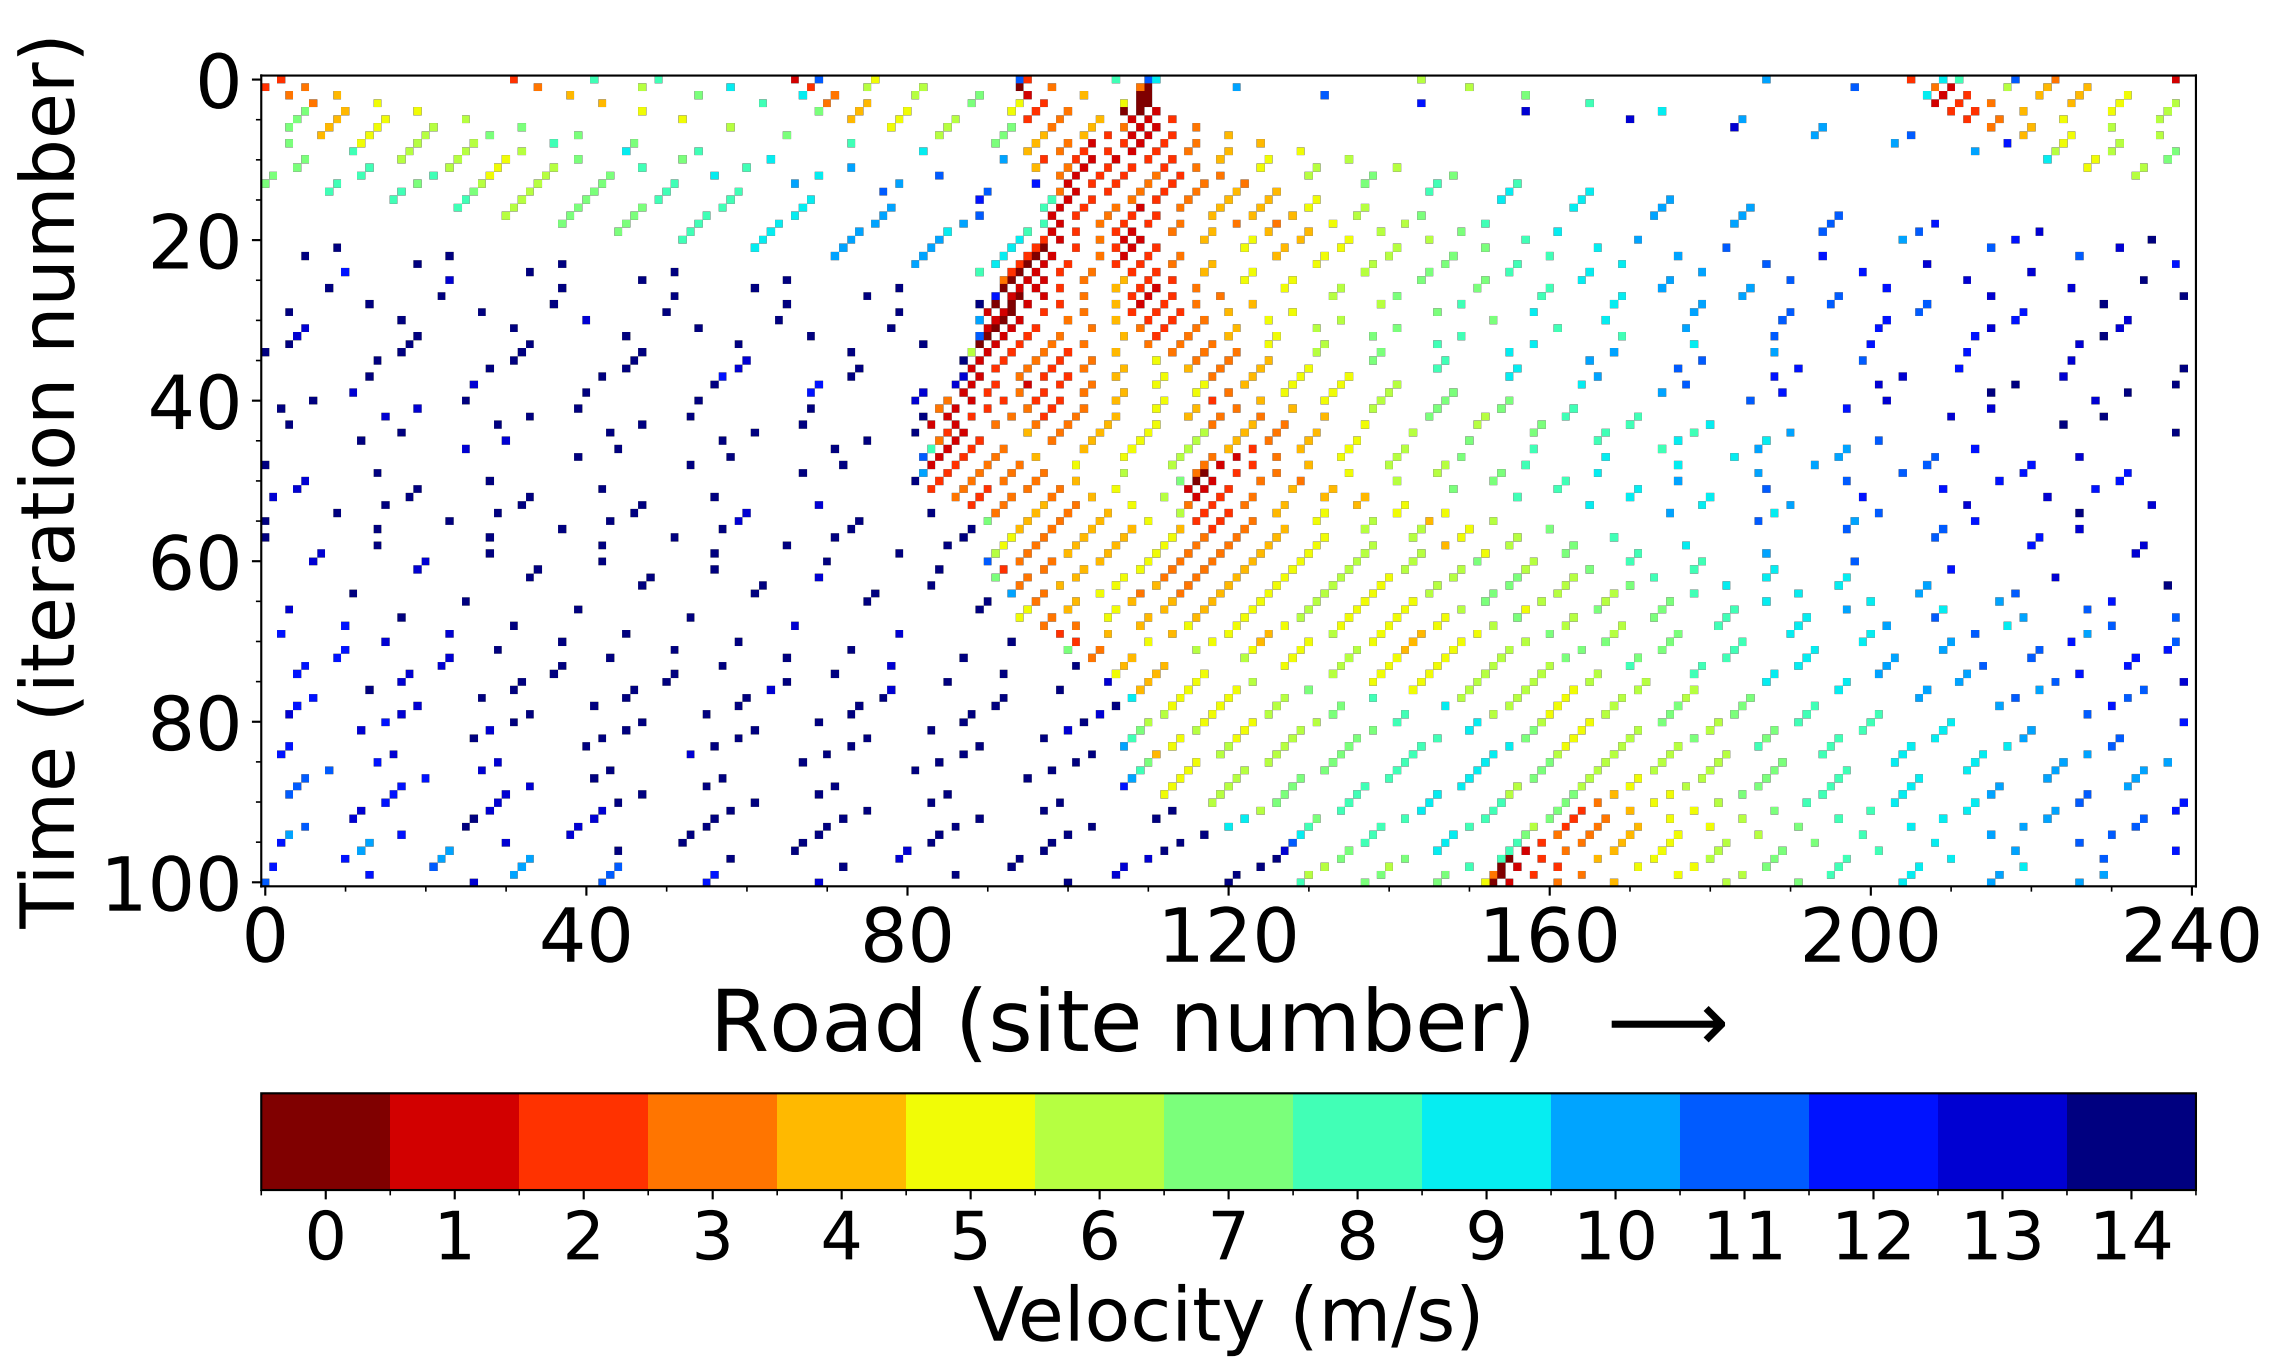 0
20
40
60
80
100
Time (iteration number)
0 40 80 120 160 200 240
Road (site number) ⟶
0 1 2 3 4 5 6 7 8 9 10 11 12 13 14
Velocity (m/s)